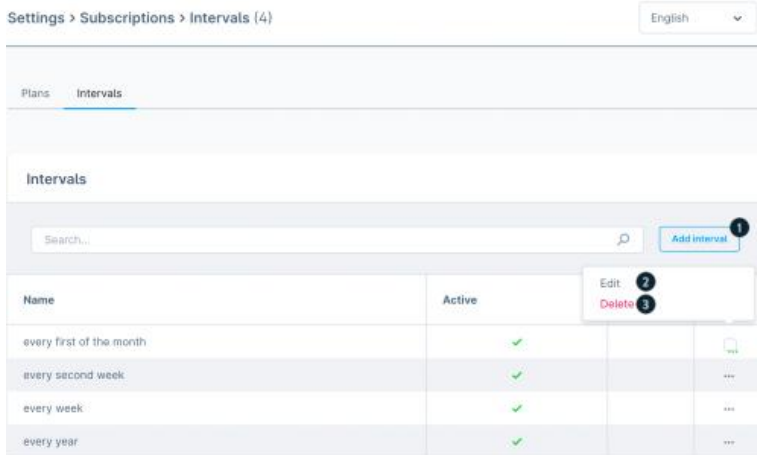 Settings > Subscriptions > Intervals (4)
English
Plans Intervals
Intervals
Search...
Add interval
1
Edit 2
Delete 3
Name Active
every first of the month
every second week
every week
every year